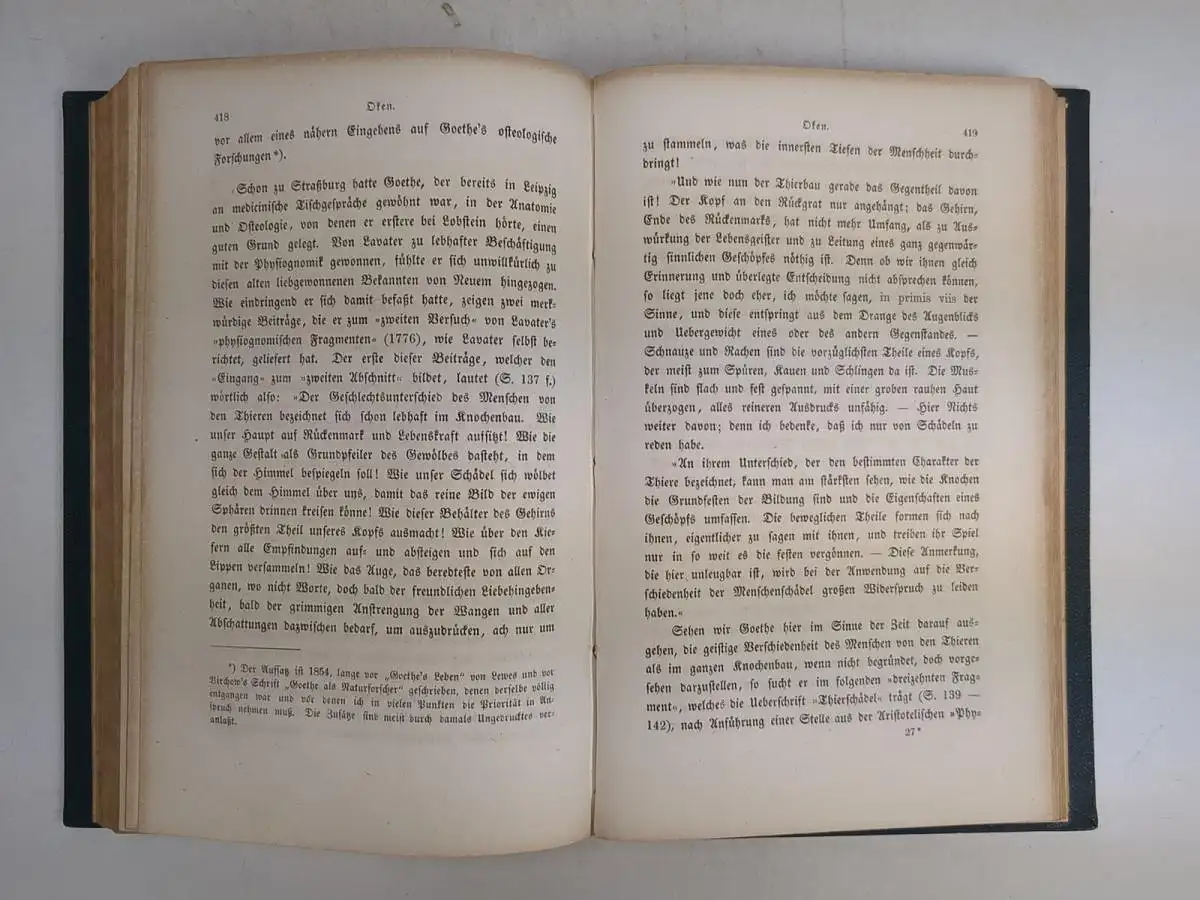 418
Oken.
vor allem eines nähern Eingehens auf Goethe's osteologische
Forschungen*).
Schon zu Straßburg hatte Goethe, der bereits in Leipzig
an medicinische Tischgespräche gewöhnt war, in der Anatomie
und Osteologie, von denen er erstere bei Lobstein hörte, einen
guten Grund gelegt. Von Lavater zu lebhafter Beschäftigung
mit der Physiognomik gewonnen, fühlte er sich unwillkürlich zu
diesen alten liebgewonnenen Bekannten von Neuem hingezogen.
Wie eindringend er sich damit befaßt hatte, zeigen zwei merk-
würdige Beiträge, die er zum »zweiten Versuch« von Lavater's
»physiognomischen Fragmenten« (1776), wie Lavater selbst be-
richtet, geliefert hat. Der erste dieser Beiträge, welcher den
»Eingang« zum »zweiten Abschnitt« bildet, lautet (S. 137 f.)
wörtlich also: »Der Geschlechtsunterschied des Menschen von
den Thieren bezeichnet sich schon lebhaft im Knochenbau. Wie
unser Haupt auf Rückenmark und Lebenskraft aufsitzt! Wie die
ganze Gestalt als Grundpfeiler des Gewölbes dasteht, in dem
sich der Himmel bespiegeln soll! Wie unser Schädel sich wölbet
gleich dem Himmel über uns, damit das reine Bild der ewigen
Sphären drinnen kreisen könne! Wie dieser Behälter des Gehirns
den größten Theil unseres Kopfs ausmacht! Wie über den Kie-
fern alle Empfindungen auf- und absteigen und sich auf den
Lippen versammeln! Wie das Auge, das beredteste von allen Or-
ganen, wo nicht Worte, doch bald der freundlichen Liebehingeben-
heit, bald der grimmigen Anstrengung der Wangen und aller
Abschattungen dazwischen bedarf, um auszudrücken, ach nur um
*) Der Aufsatz ist 1854, lange vor „Goethe's Leben“ von Lewes und vor
Virchow's Schrift „Goethe als Naturforscher“ geschrieben, denen derselbe völlig
entgangen war und vor denen ich in vielen Punkten die Priorität in An-
spruch nehmen muß. Die Zusätze sind meist durch damals Ungedrucktes ver-
anlaßt.
Oken.
419
zu stammeln, was die innersten Tiefen der Menschheit durch-
dringt!
»Und wie nun der Thierbau gerade das Gegentheil davon
ist! Der Kopf an den Rückgrat nur angehängt; das Gehirn,
Ende des Rückenmarks, hat nicht mehr Umfang, als zu Aus-
würkung der Lebensgeister und zu Leitung eines ganz gegenwär-
tig sinnlichen Geschöpfes nöthig ist. Denn ob wir ihnen gleich
Erinnerung und überlegte Entscheidung nicht absprechen können,
so liegt jene doch eher, ich möchte sagen, in primis viis der
Sinne, und diese entspringt aus dem Drange des Augenblicks
und Uebergewicht eines oder des andern Gegenstandes. —
Schnauze und Rachen sind die vorzüglichsten Theile eines Kopfs,
der meist zum Spüren, Kauen und Schlingen da ist. Die Mus-
keln sind flach und fest gespannt, mit einer groben rauhen Haut
überzogen, alles reineren Ausdrucks unfähig. — Hier Nichts
weiter davon; denn ich bedenke, daß ich nur von Schädeln zu
reden habe.
»An ihrem Unterschied, der den bestimmten Charakter der
Thiere bezeichnet, kann man am stärksten sehen, wie die Knochen
die Grundfesten der Bildung sind und die Eigenschaften eines
Geschöpfs umfassen. Die beweglichen Theile formen sich nach
ihnen, eigentlicher zu sagen mit ihnen, und treiben ihr Spiel
nur in so weit es die festen vergönnen. — Diese Anmerkung,
die hier unleugbar ist, wird bei der Anwendung auf die Ver-
schiedenheit der Menschenschädel großen Widerspruch zu leiden
haben.«
Sehen wir Goethe hier im Sinne der Zeit darauf aus-
gehen, die geistige Verschiedenheit des Menschen von den Thieren
als im ganzen Knochenbau, wenn nicht begründet, doch vorge-
sehen darzustellen, so sucht er im folgenden »dreizehnten Frag-
ment«, welches die Ueberschrift »Thierschädel« trägt (S. 139 —
142), nach Anführung einer Stelle aus der Aristotelischen »Phy-
27*